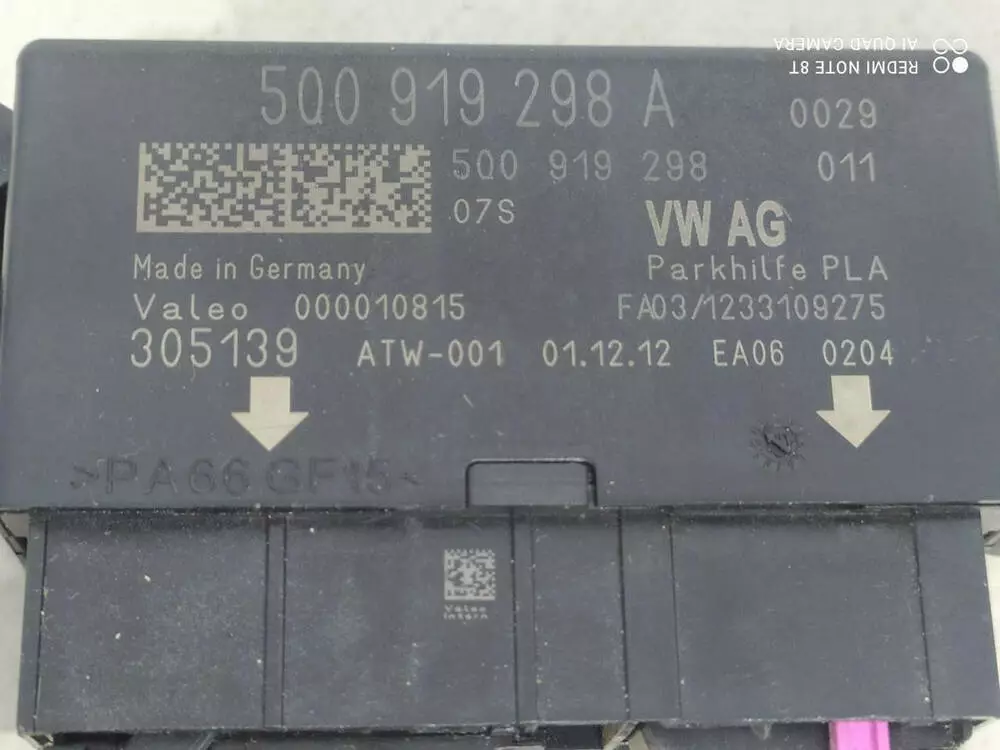 REDMI NOTE 8T
AI QUAD CAMERA
5Q0 919 298 A 0029
5Q0 919 298 011
07S VW AG
Made in Germany Parkhilfe PLA
Valeo 000010815 FA03/1233109275
305139 ATW-001 01.12.12 EA06 0204
>PA66 GF15<
Valeo
Intern